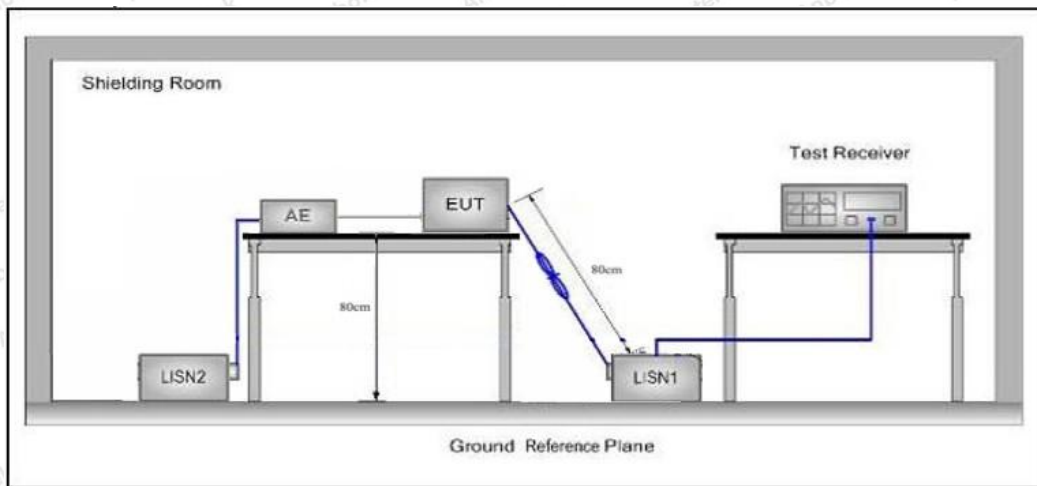 Shielding Room
Test Receiver
EUT
AE
80cm
80cm
LISN2
LISN1
Ground Reference Plane